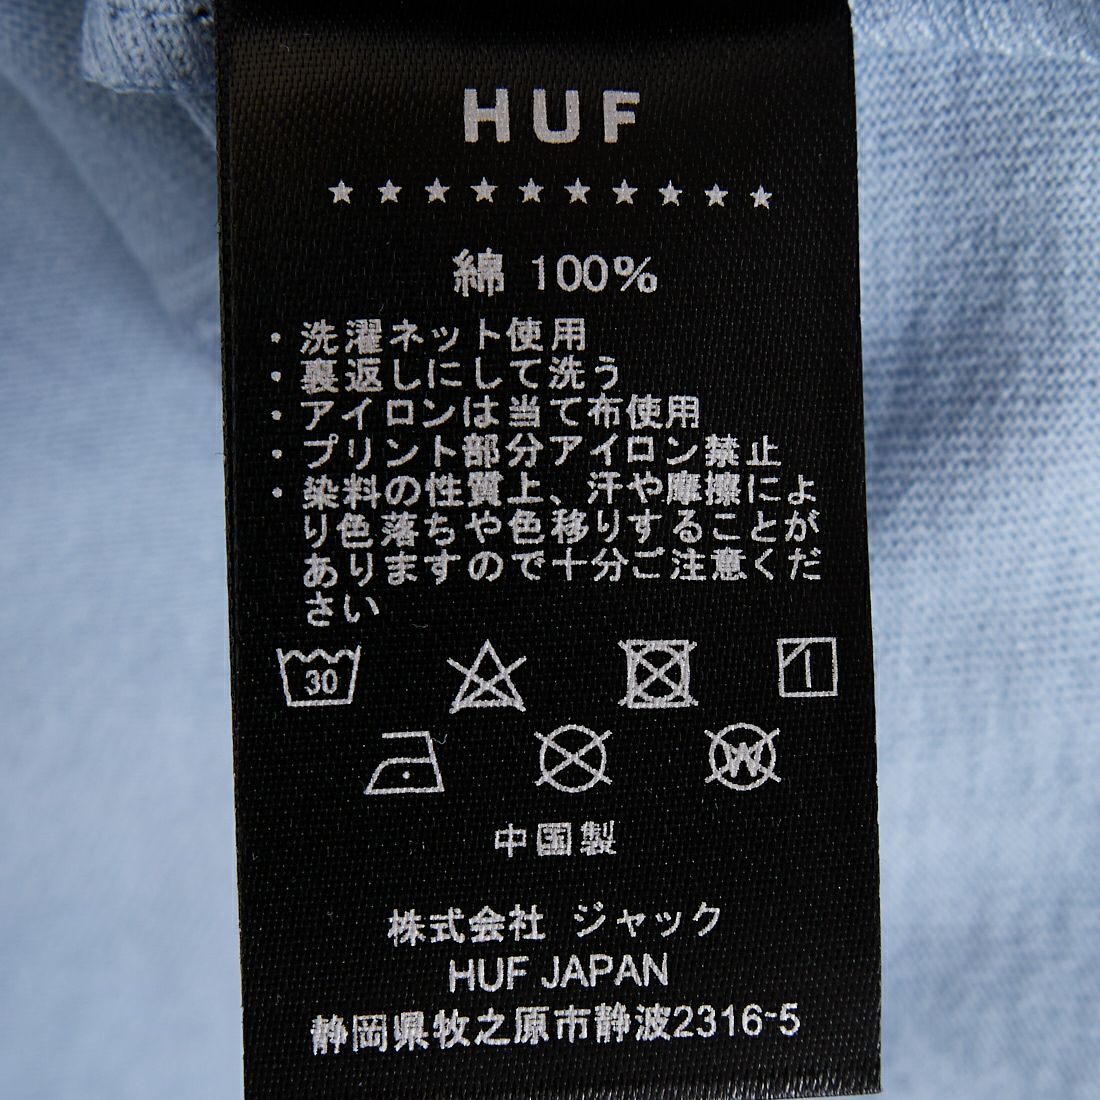 HUF
★★★★★★★★★★
綿 100%
・洗濯ネット使用
・裏返しにして洗う
・アイロンは当て布使用
・プリント部分アイロン禁止
・染料の性質上、汗や摩擦によ
り色落ちや色移りすることが
ありますので十分ご注意くだ
さい
30
W
中国製
株式会社 ジャック
HUF JAPAN
静岡県牧之原市静波2316-5